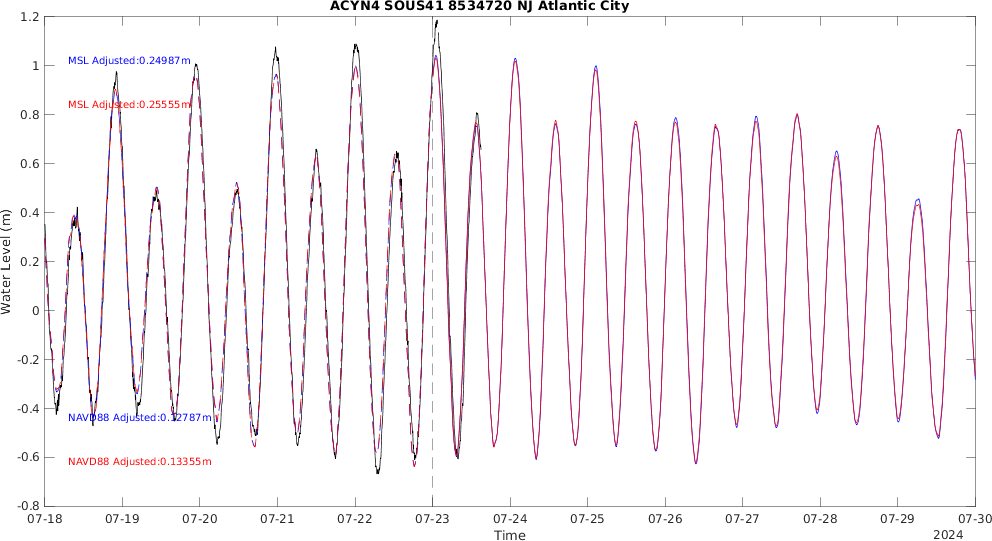 ACYN4 SOUS41 8534720 NJ Atlantic City
1.2
1
0.8
0.6
0.4
0.2
0
-0.2
-0.4
-0.6
-0.8
Water Level (m)
MSL Adjusted:0.24987m
MSL Adjusted:0.25555m
NAVD88 Adjusted:0.12787m
NAVD88 Adjusted:0.13355m
07-18 07-19 07-20 07-21 07-22 07-23 07-24 07-25 07-26 07-27 07-28 07-29 07-30
Time
2024